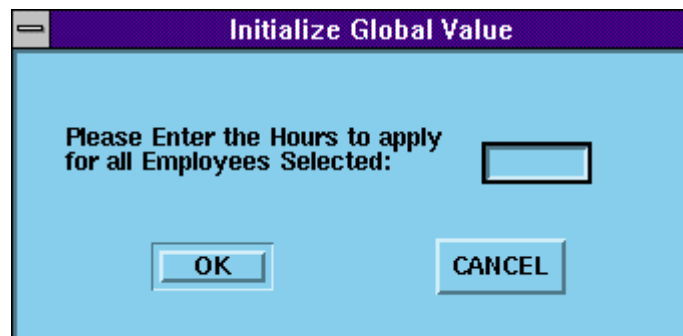 Initialize Global Value
Please Enter the Hours to apply
for all Employees Selected:
OK
CANCEL